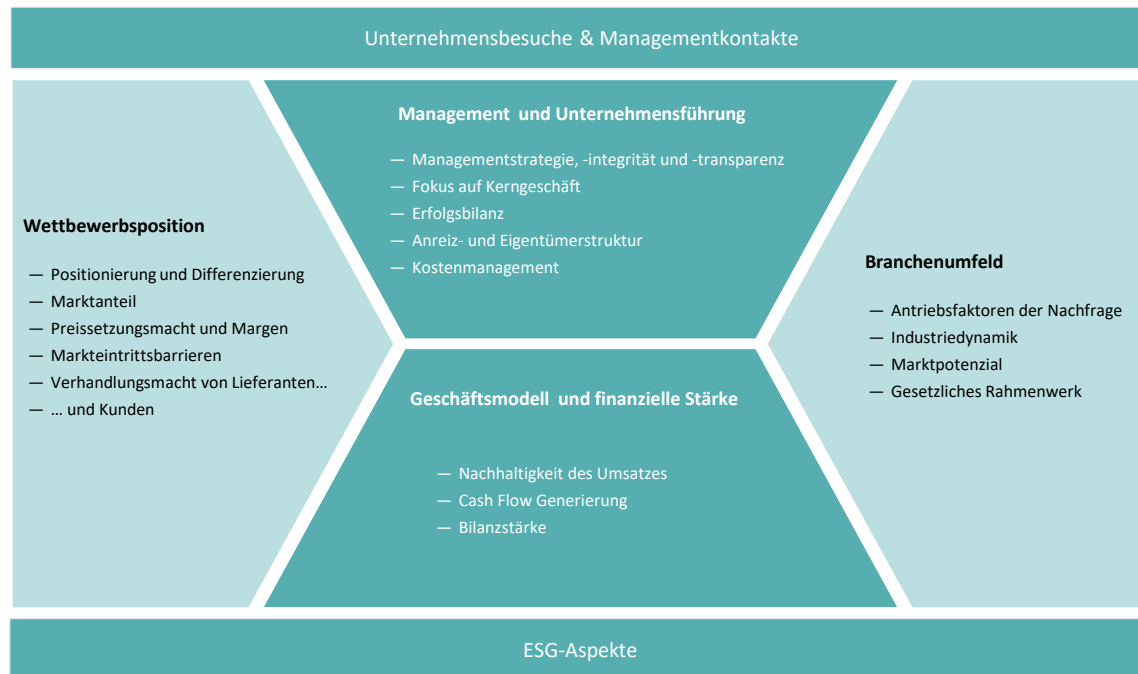 Unternehmensbesuche & Managementkontakte
Management und Unternehmensführung
— Managementstrategie, -integrität und -transparenz
— Fokus auf Kerngeschäft
— Erfolgsbilanz
— Anreiz- und Eigentümerstruktur
— Kostenmanagement
Wettbewerbsposition
— Positionierung und Differenzierung
— Marktanteil
— Preissetzungsmacht und Margen
— Markteintrittsbarrieren
— Verhandlungsmacht von Lieferanten…
— … und Kunden
Branchenumfeld
— Antriebsfaktoren der Nachfrage
— Industriedynamik
— Marktpotenzial
— Gesetzliches Rahmenwerk
Geschäftsmodell und finanzielle Stärke
— Nachhaltigkeit des Umsatzes
— Cash Flow Generierung
— Bilanzstärke
ESG-Aspekte